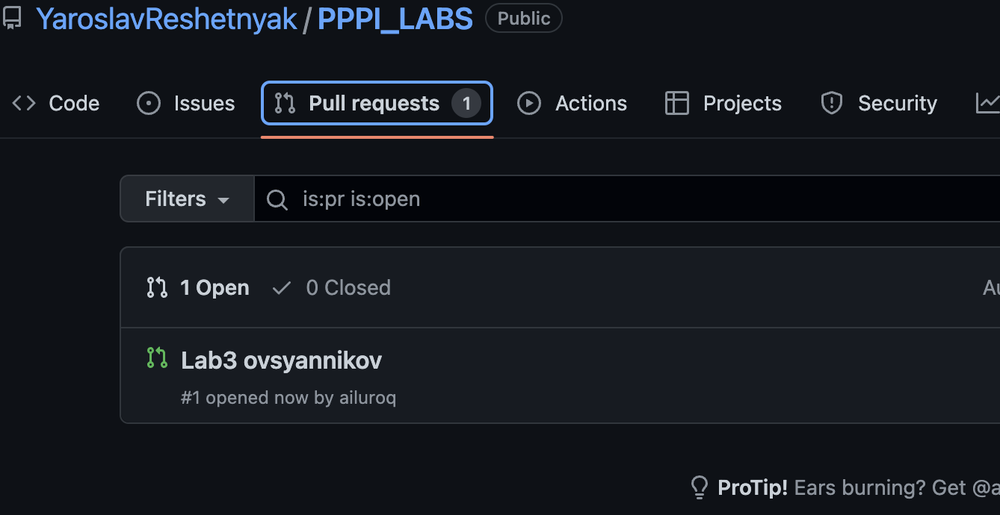 YaroslavReshetnyak / PPPI_LABS Public
Code Issues Pull requests 1 Actions Projects Security
Filters is:pr is:open
1 Open 0 Closed
Lab3 ovsyannikov
#1 opened now by ailuroq
ProTip! Ears burning? Get